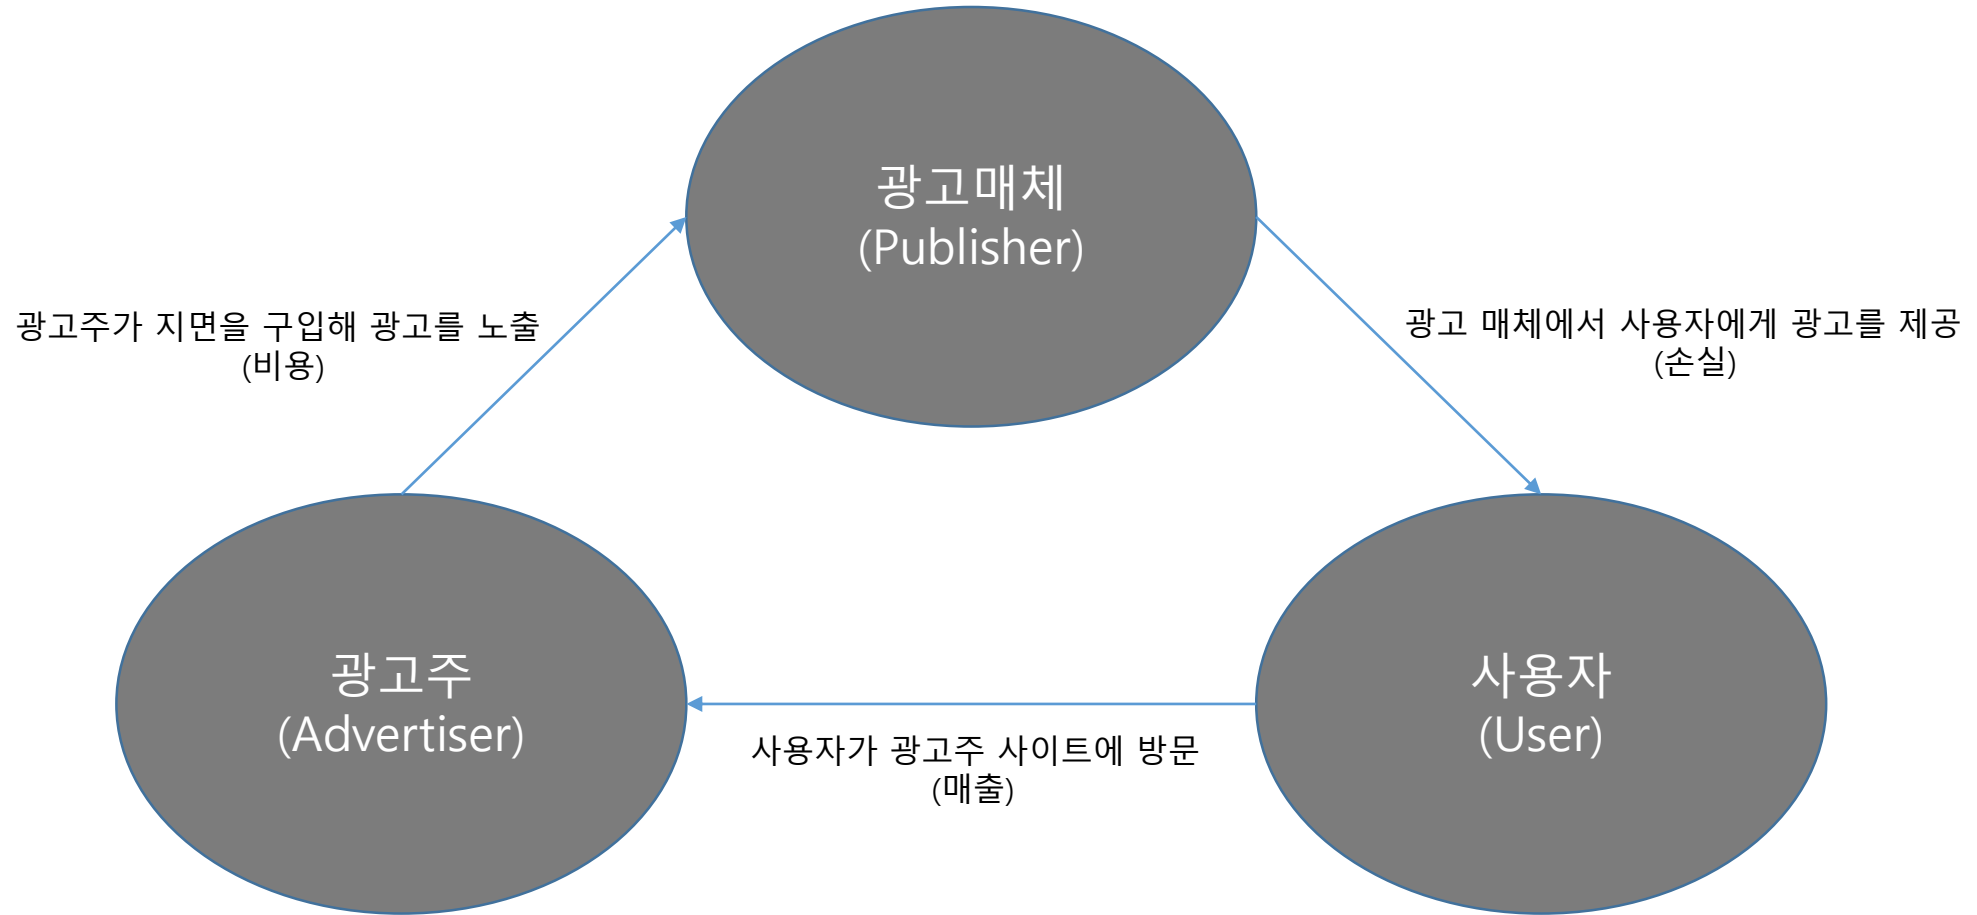 광고매체
(Publisher)
광고주가 지면을 구입해 광고를 노출
(비용)
광고 매체에서 사용자에게 광고를 제공
(손실)
광고주
(Advertiser)
사용자
(User)
사용자가 광고주 사이트에 방문
(매출)